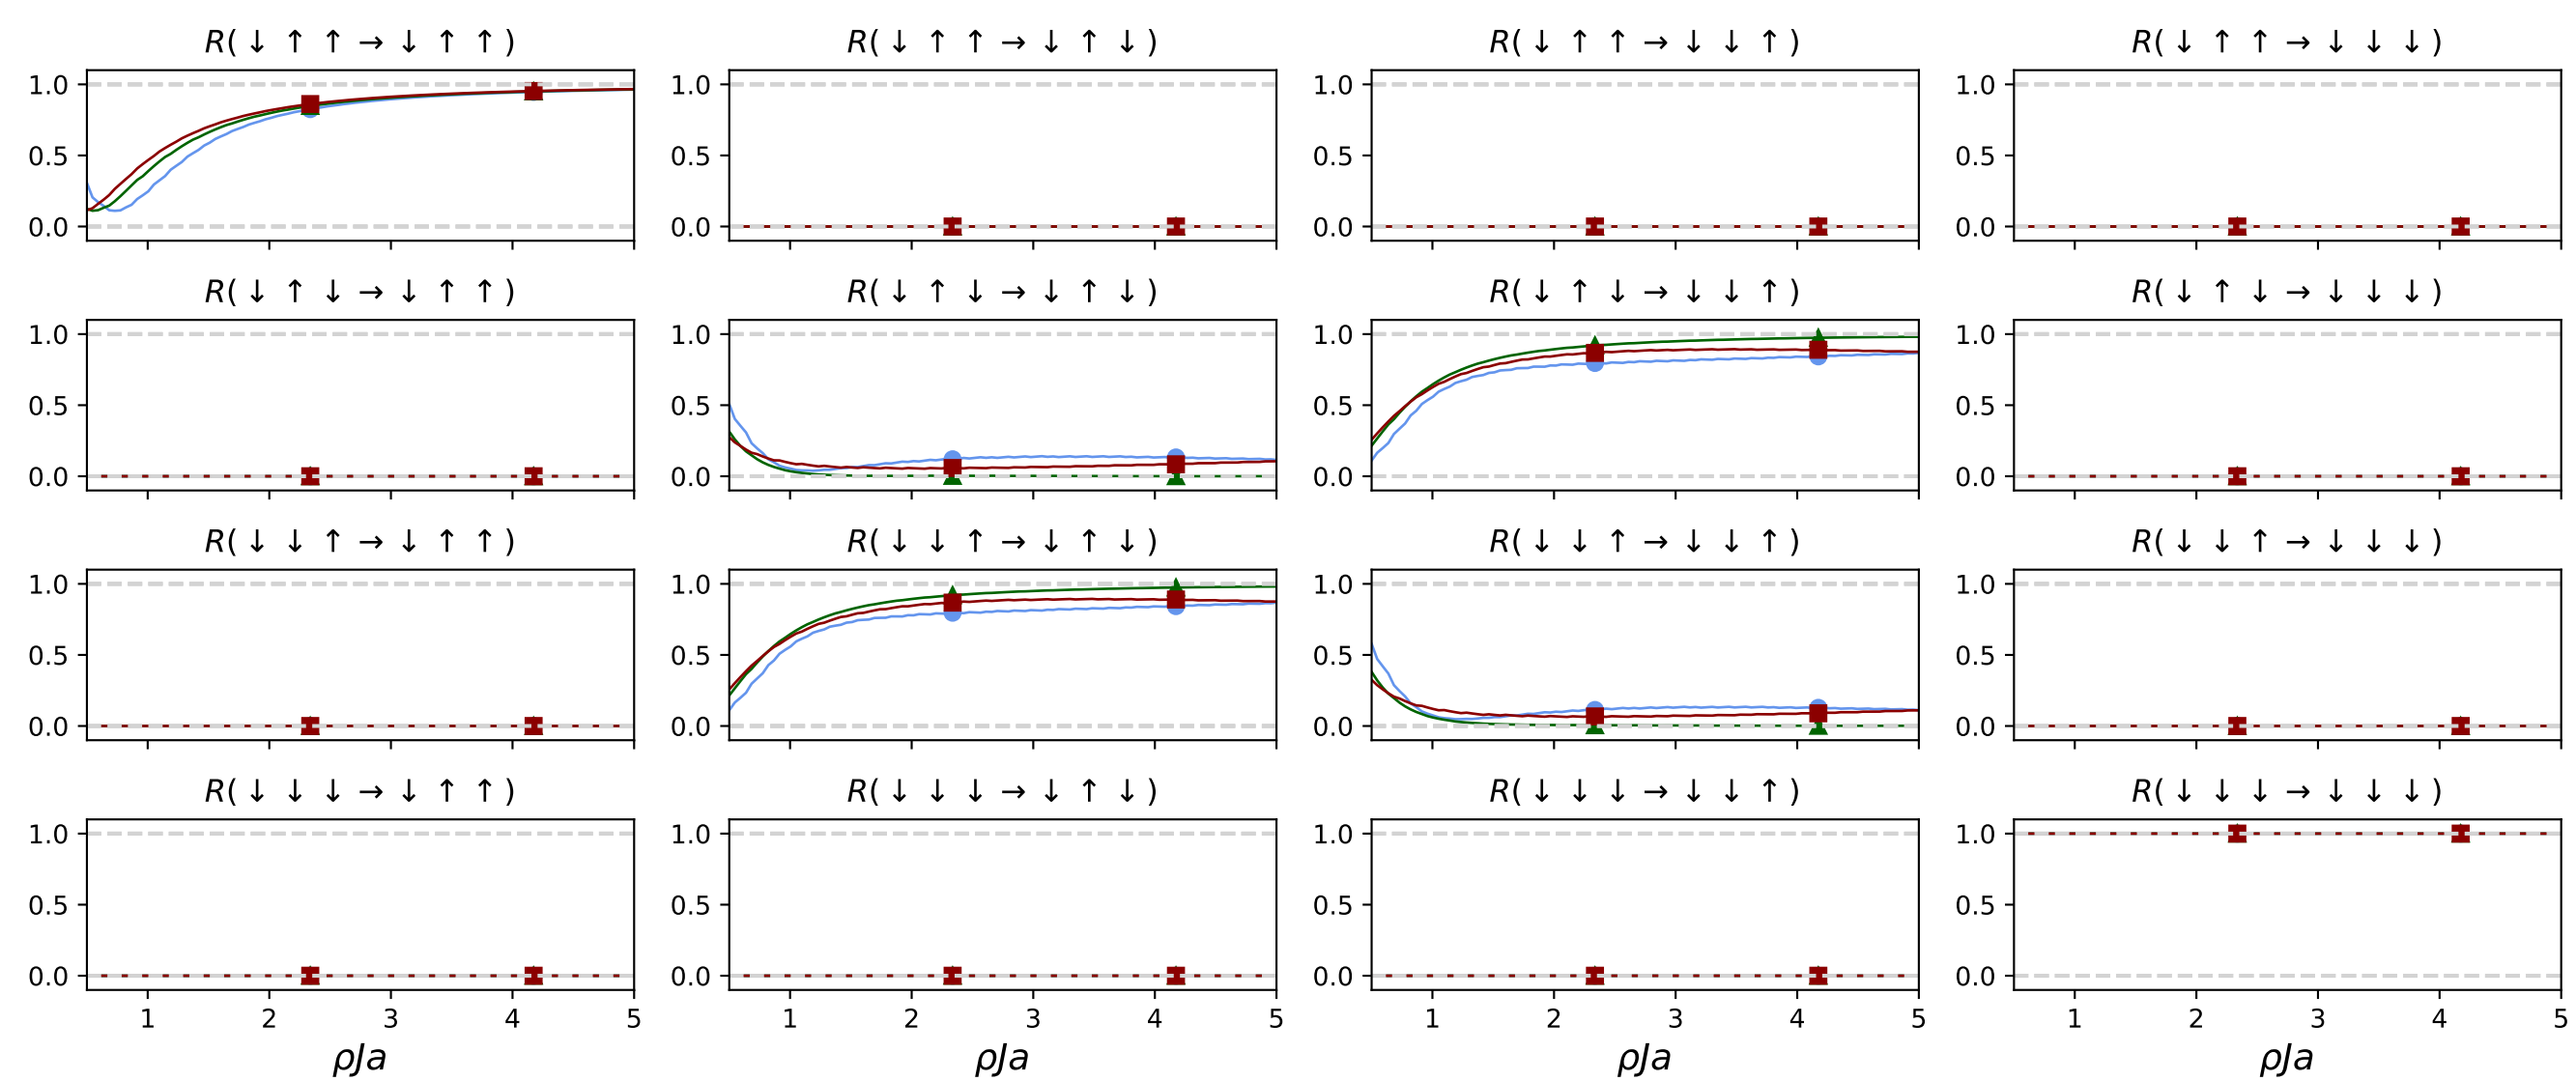 R( ↓ ↑ ↑ → ↓ ↑ ↑ )
R( ↓ ↑ ↑ → ↓ ↑ ↓ )
R( ↓ ↑ ↑ → ↓ ↓ ↑ )
R( ↓ ↑ ↑ → ↓ ↓ ↓ )
1.0
0.5
0.0
1.0
0.5
0.0
1.0
0.5
0.0
1.0
0.5
0.0
R( ↓ ↑ ↓ → ↓ ↑ ↑ )
R( ↓ ↑ ↓ → ↓ ↑ ↓ )
R( ↓ ↑ ↓ → ↓ ↓ ↑ )
R( ↓ ↑ ↓ → ↓ ↓ ↓ )
1.0
0.5
0.0
1.0
0.5
0.0
1.0
0.5
0.0
1.0
0.5
0.0
R( ↓ ↓ ↑ → ↓ ↑ ↑ )
R( ↓ ↓ ↑ → ↓ ↑ ↓ )
R( ↓ ↓ ↑ → ↓ ↓ ↑ )
R( ↓ ↓ ↑ → ↓ ↓ ↓ )
1.0
0.5
0.0
1.0
0.5
0.0
1.0
0.5
0.0
1.0
0.5
0.0
R( ↓ ↓ ↓ → ↓ ↑ ↑ )
R( ↓ ↓ ↓ → ↓ ↑ ↓ )
R( ↓ ↓ ↓ → ↓ ↓ ↑ )
R( ↓ ↓ ↓ → ↓ ↓ ↓ )
1.0
0.5
0.0
1.0
0.5
0.0
1.0
0.5
0.0
1.0
0.5
0.0
1 2 3 4 5
1 2 3 4 5
1 2 3 4 5
1 2 3 4 5
ρJa
ρJa
ρJa
ρJa